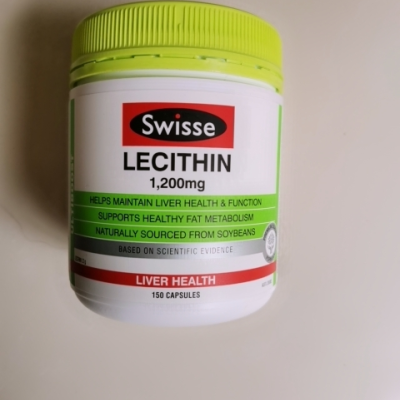 Swisse
LECITHIN
1,200mg
HELPS MAINTAIN LIVER HEALTH & FUNCTION
SUPPORTS HEALTHY FAT METABOLISM
NATURALLY SOURCED FROM SOYBEANS
BASED ON SCIENTIFIC EVIDENCE
LIVER HEALTH
150 CAPSULES